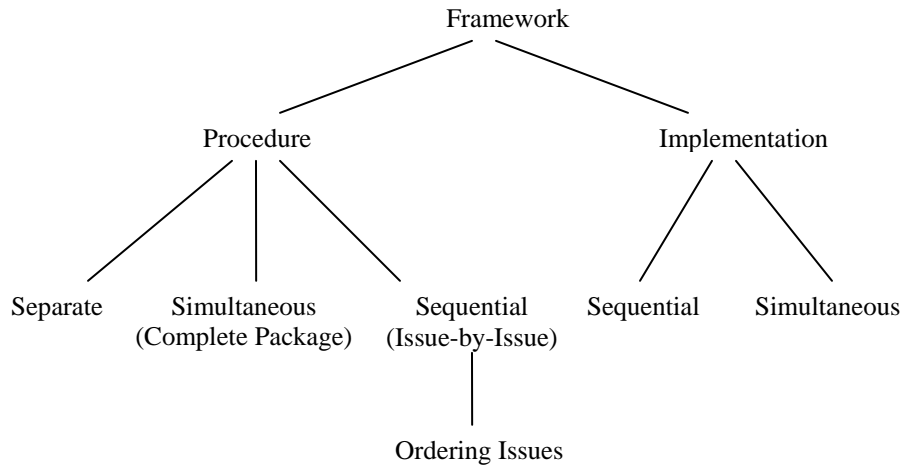 Framework
Procedure
Implementation
Separate
Simultaneous
(Complete Package)
Sequential
(Issue-by-Issue)
Sequential
Simultaneous
Ordering Issues